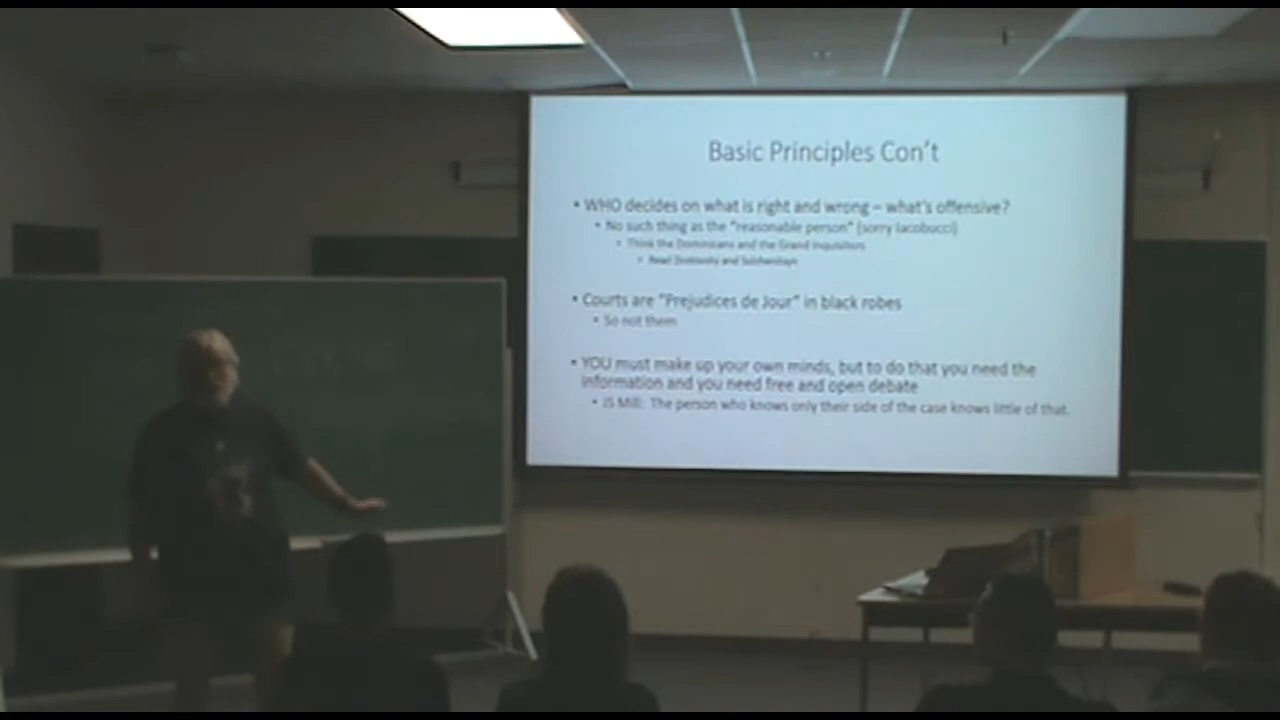 Basic Principles Con't
• WHO decides on what is right and wrong – what's offensive?
• No such thing as the "reasonable person" (sorry Iacobucci)
• Think the Dominicans and the Grand Inquisitors
• Read and
• Courts are "Prejudices de Jour" in black robes
• So not them
• YOU must make up your own minds, but to do that you need the
information and you need free and open debate
• JS Mill: The person who knows only their side of the case knows little of that.